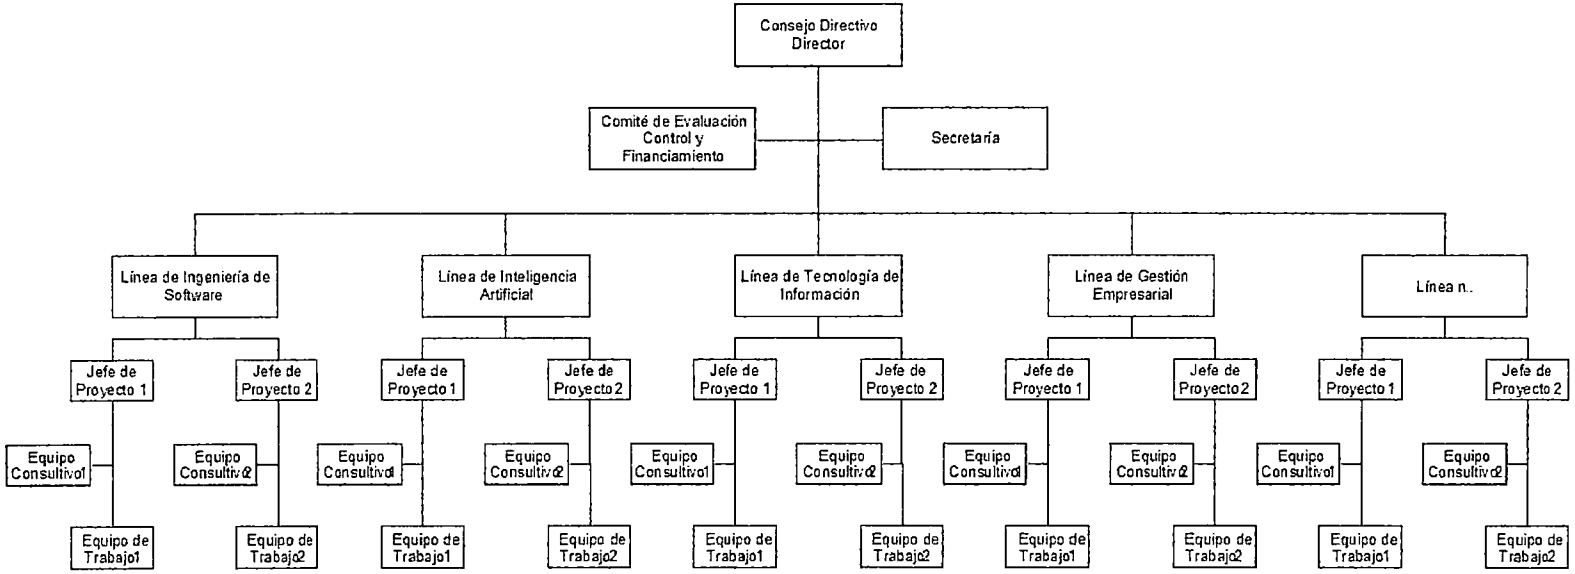 Consejo Directivo
Director
Comité de Evaluación
Control y
Financiamiento
Secretaría
Línea de Ingeniería de
Software
Línea de Inteligencia
Artificial
Línea de Tecnología de
Información
Línea de Gestión
Empresarial
Línea n..
Jefe de
Proyecto 1
Jefe de
Proyecto 2
Jefe de
Proyecto 1
Jefe de
Proyecto 2
Jefe de
Proyecto 1
Jefe de
Proyecto 2
Jefe de
Proyecto 1
Jefe de
Proyecto 2
Jefe de
Proyecto 1
Jefe de
Proyecto 2
Equipo
Consultivo1
Equipo
Consultivo2
Equipo
Consultivo1
Equipo
Consultivo2
Equipo
Consultivo1
Equipo
Consultivo2
Equipo
Consultivo1
Equipo
Consultivo2
Equipo
Consultivo1
Equipo
Consultivo2
Equipo de
Trabajo1
Equipo de
Trabajo2
Equipo de
Trabajo1
Equipo de
Trabajo2
Equipo de
Trabajo1
Equipo de
Trabajo2
Equipo de
Trabajo1
Equipo de
Trabajo2
Equipo de
Trabajo1
Equipo de
Trabajo2